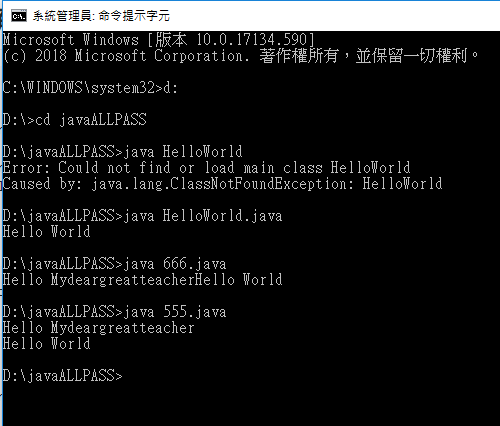 系統管理員: 命令提示字元
Microsoft Windows [版本 10.0.17134.590]
(c) 2018 Microsoft Corporation. 著作權所有，並保留一切權利。
C:\WINDOWS\system32>d:
D:\>cd javaALLPASS
D:\javaALLPASS>java HelloWorld
Error: Could not find or load main class HelloWorld
Caused by: java.lang.ClassNotFoundException: HelloWorld
D:\javaALLPASS>java HelloWorld.java
Hello World
D:\javaALLPASS>java 666.java
Hello MydeargreatteacherHello World
D:\javaALLPASS>java 555.java
Hello Mydeargreatteacher
Hello World
D:\javaALLPASS>